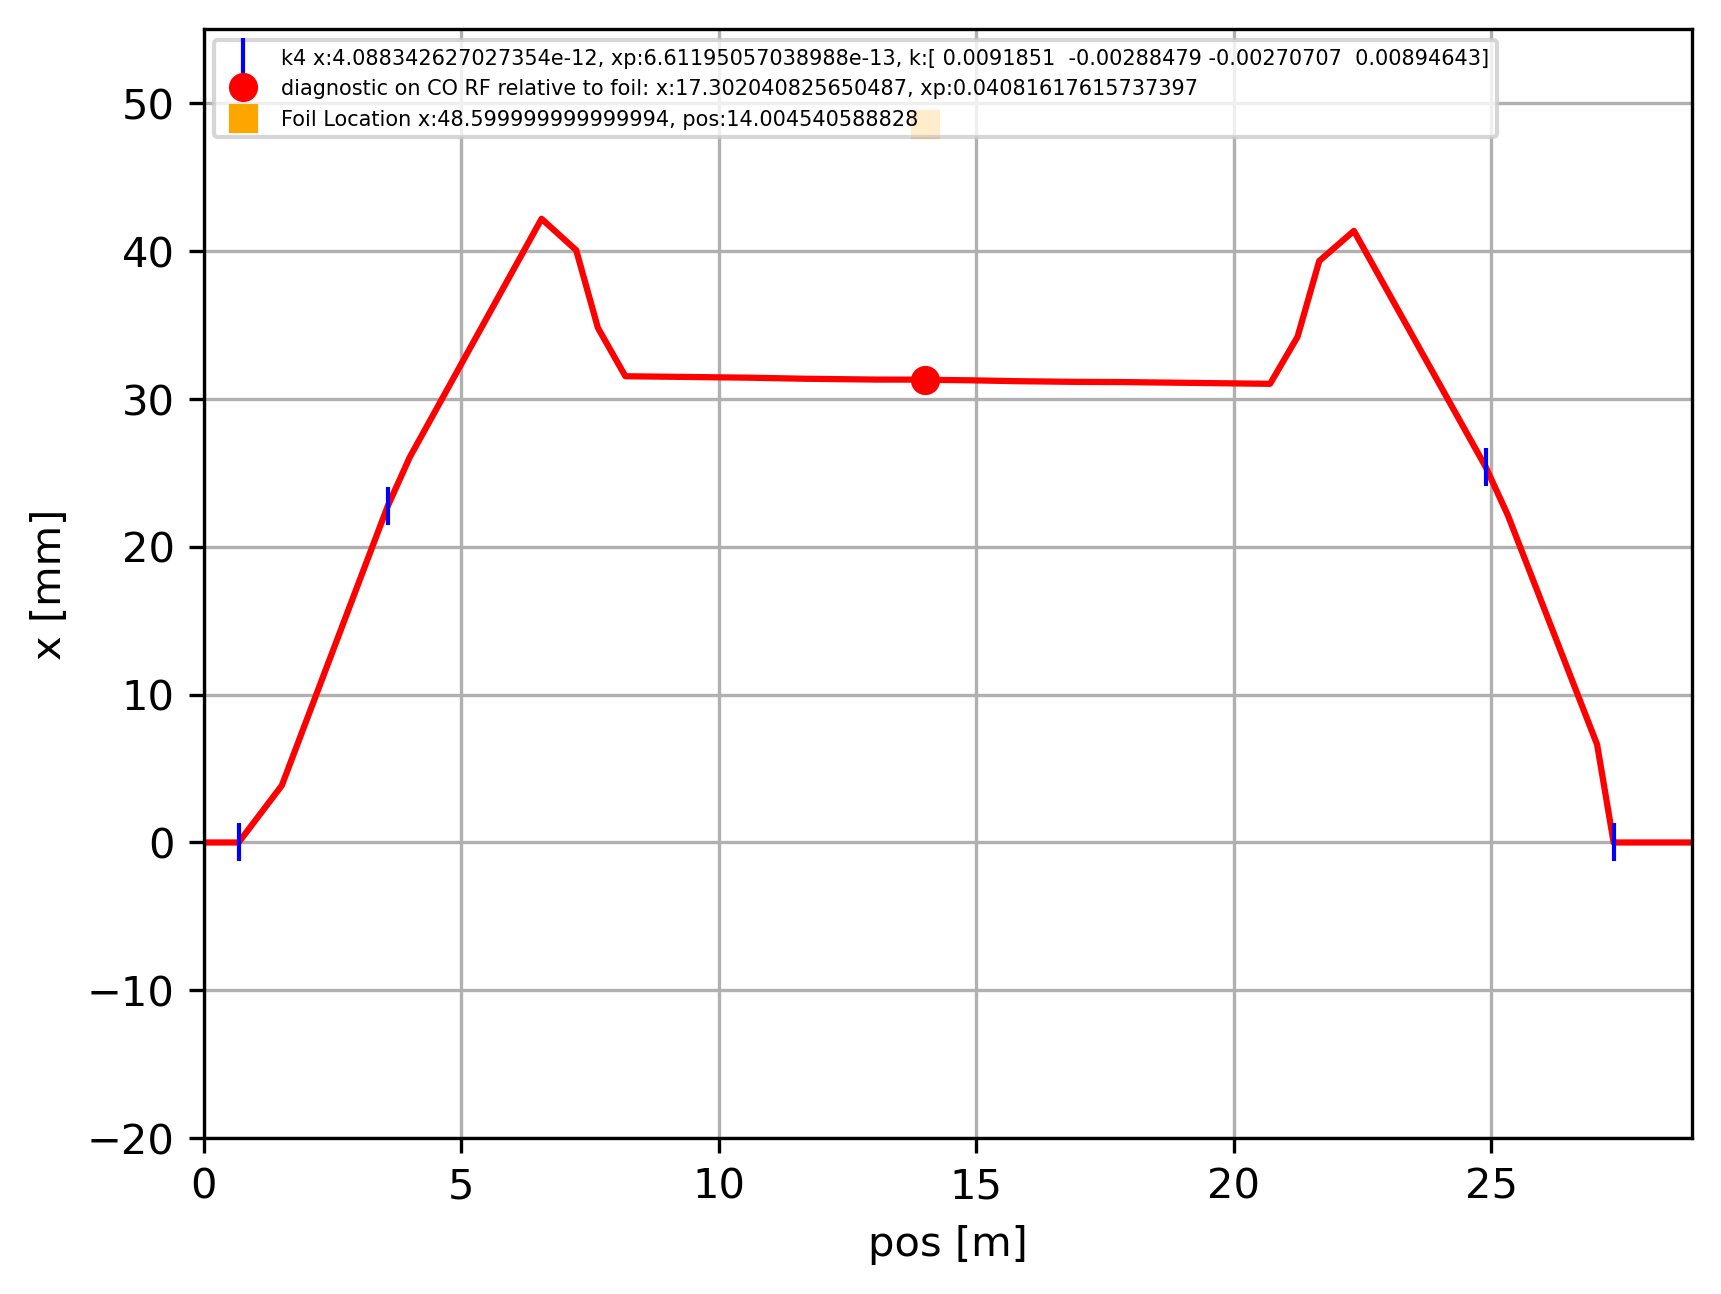 k4 x:4.088342627027354e-12, xp:6.61195057038988e-13, k:[ 0.0091851  -0.00288479 -0.00270707  0.00894643]
diagnostic on CO RF relative to foil: x:17.302040825650487, xp:0.04081617615737397
Foil Location x:48.599999999999994, pos:14.004540588828
50
40
30
20
10
0
−10
−20
x [mm]
0 5 10 15 20 25
pos [m]